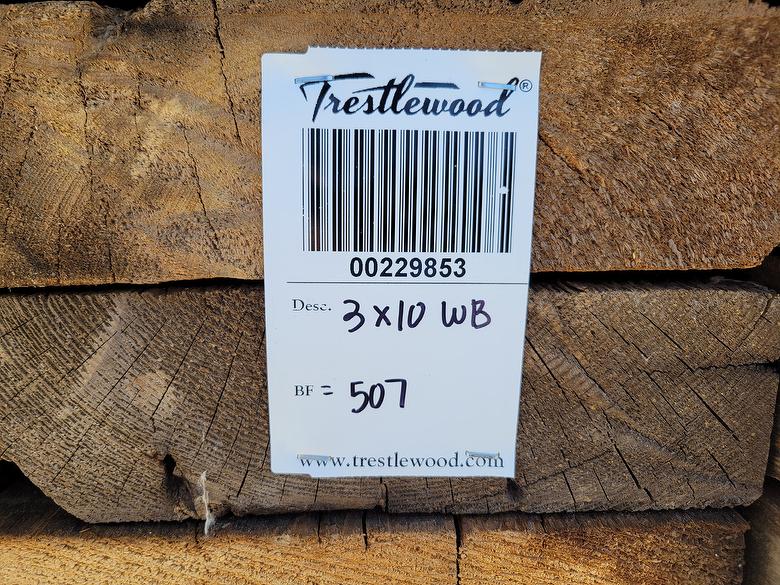 Trestlewood®
00229853
Desc. 3x10 WB
BF = 507
www.trestlewood.com